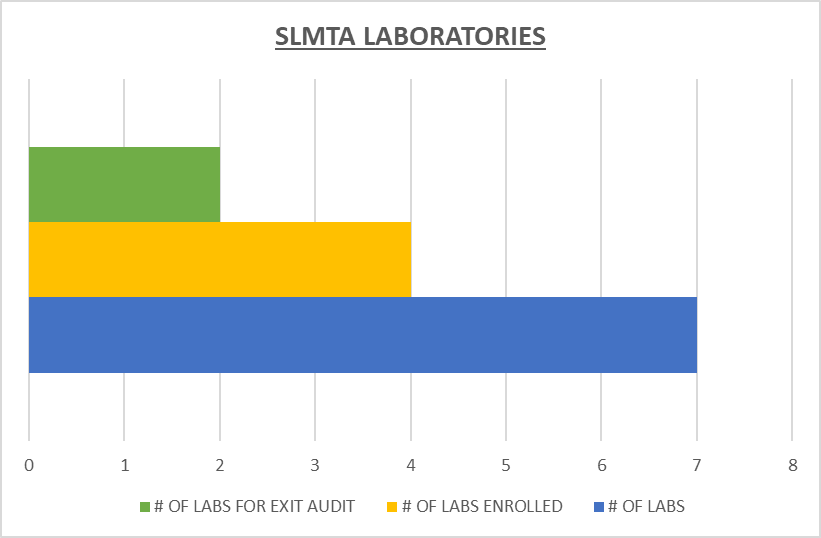 SLMTA LABORATORIES
0 1 2 3 4 5 6 7 8
# OF LABS FOR EXIT AUDIT # OF LABS ENROLLED # OF LABS